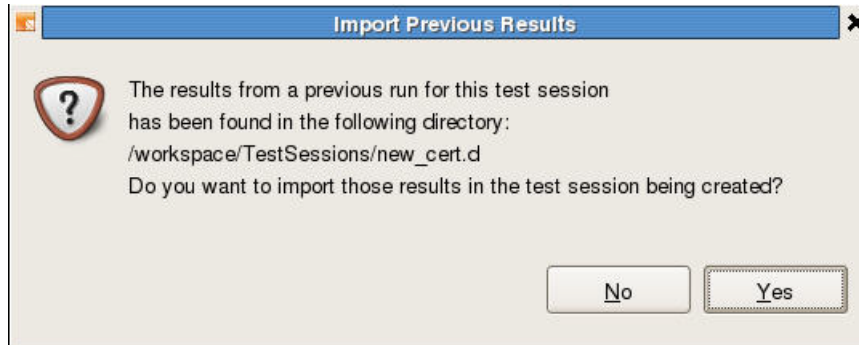 Import Previous Results
?
The results from a previous run for this test session
has been found in the following directory:
/workspace/TestSessions/new_cert.d
Do you want to import those results in the test session being created?
No
Yes